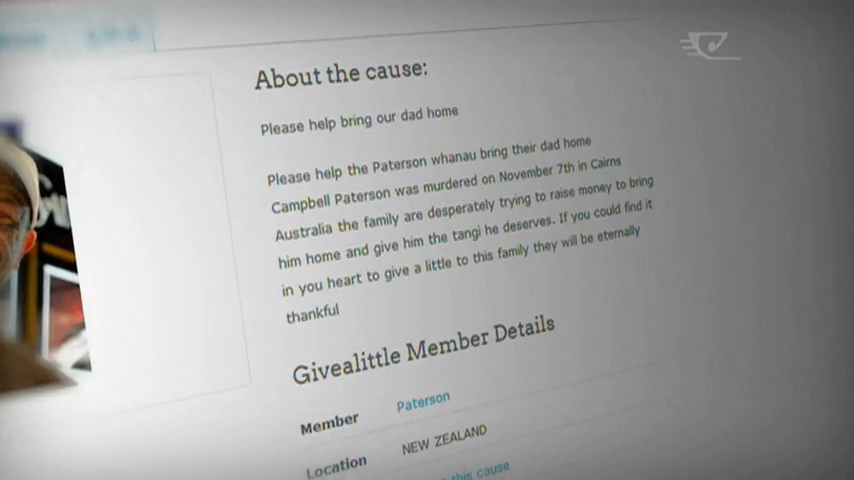 About the cause:
Please help bring our dad home
Please help the Paterson whanau bring their dad home
Campbell Paterson was murdered on November 7th in Cairns
Australia the family are desperately trying to raise money to bring
him home and give him the tangi he deserves. If you could find it
in you heart to give a little to this family they will be eternally
thankful
Givealittle Member Details
Member Paterson
Location NEW ZEALAND
this cause